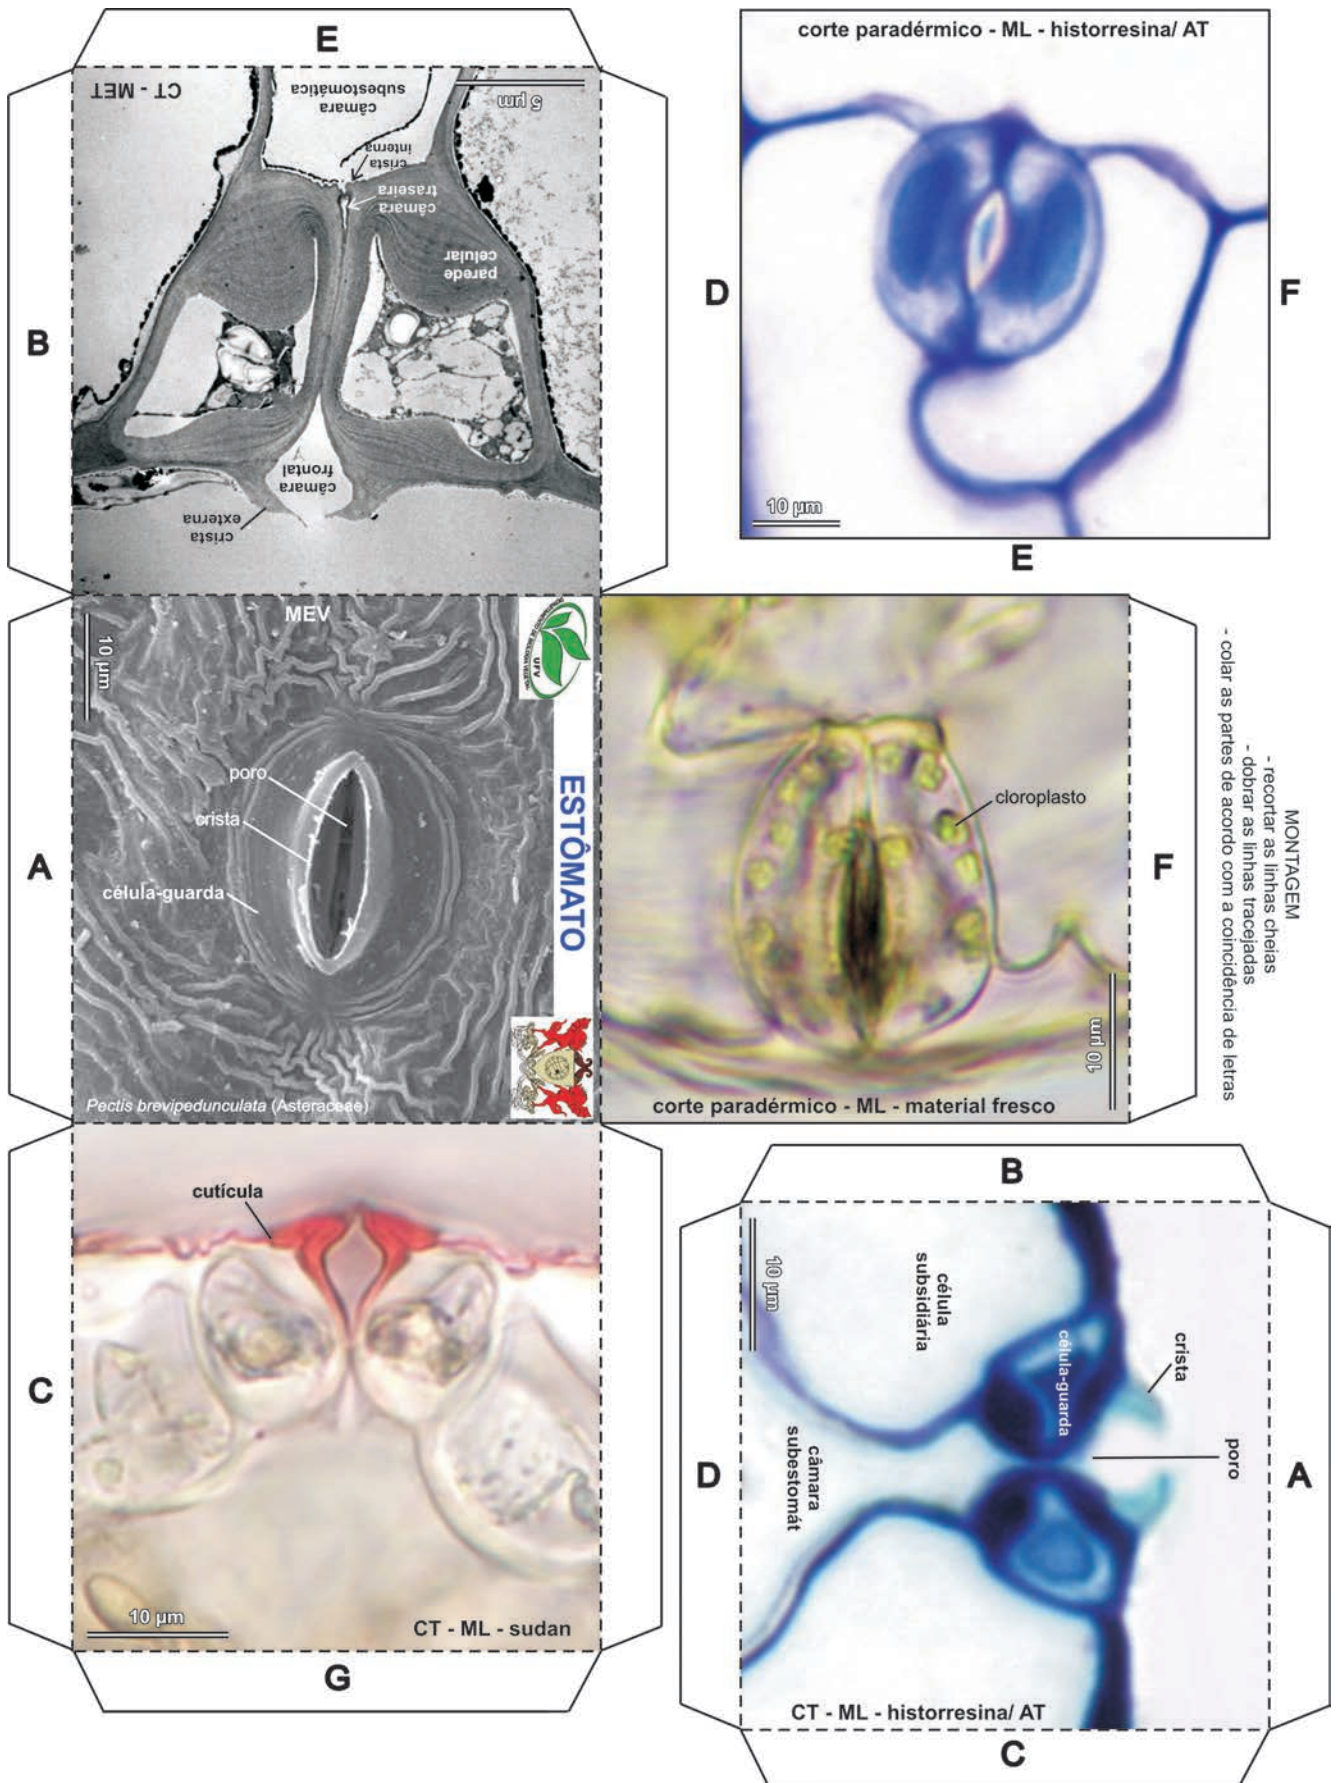 E
CT - MET
câmara
subestomática
5 µm
crista
interna
câmara
traseira
parede
celular
B
câmara
frontal
crista
externa
corte paradérmico - ML - historresina/ AT
D
F
10 µm
E
MEV
10 µm
DEPARTAMENTO DE BIOLOGIA VEGETAL
UFV
poro
crista
A
célula-guarda
ESTÔMATO
Pectis brevipedunculata (Asteraceae)
cloroplasto
F
10 µm
corte paradérmico - ML - material fresco
MONTAGEM
- recortar as linhas cheias
- dobrar as linhas tracejadas
- colar as partes de acordo com a coincidência de letras
cutícula
C
10 µm
CT - ML - sudan
G
B
10 µm
célula
subsidiária
célula-guarda
crista
D
câmara
subestomát
poro
A
CT - ML - historresina/ AT
C